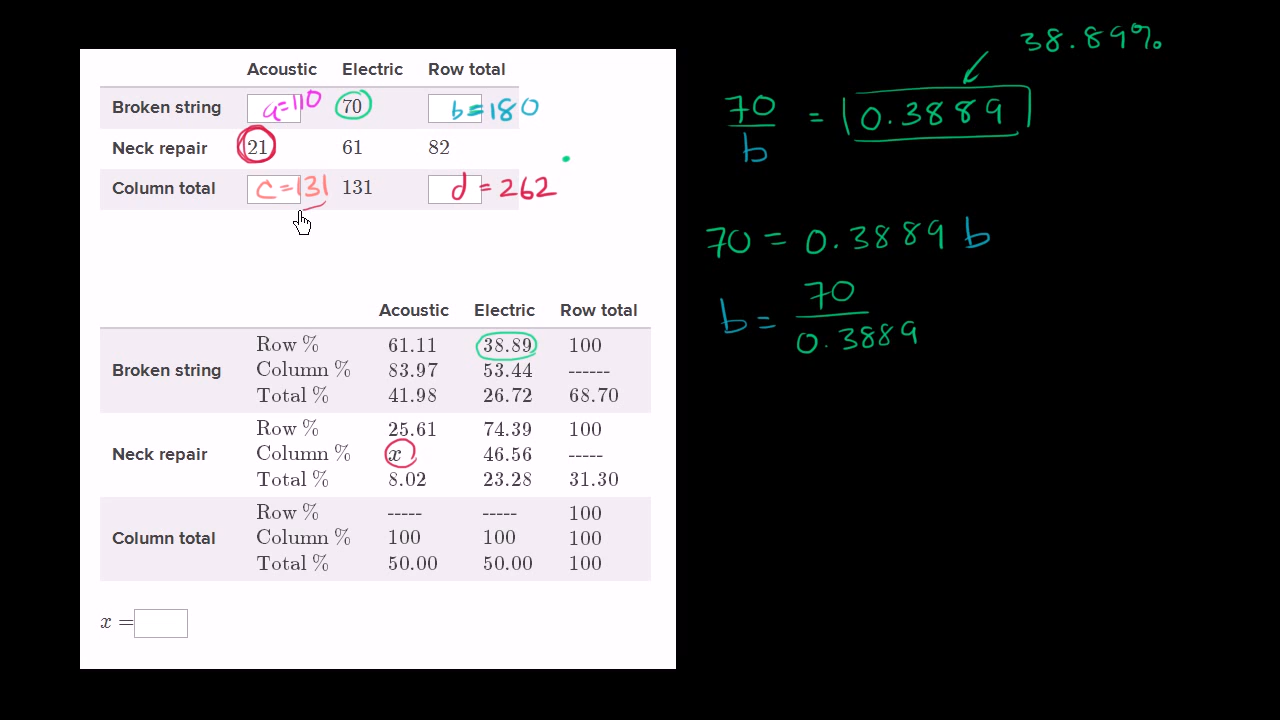 Acoustic Electric Row total
Broken string a=110 70 b=180
Neck repair 21 61 82
Column total c=131 131 d=262
Acoustic Electric Row total
Broken string
Row % 61.11 38.89 100
Column % 83.97 53.44 ------
Total % 41.98 26.72 68.70
Neck repair
Row % 25.61 74.39 100
Column % x 46.56 -----
Total % 8.02 23.28 31.30
Column total
Row % ----- ----- 100
Column % 100 100 100
Total % 50.00 50.00 100
x =
38.89%
70/b = 0.3889
70 = 0.3889 b
b = 70/0.3889